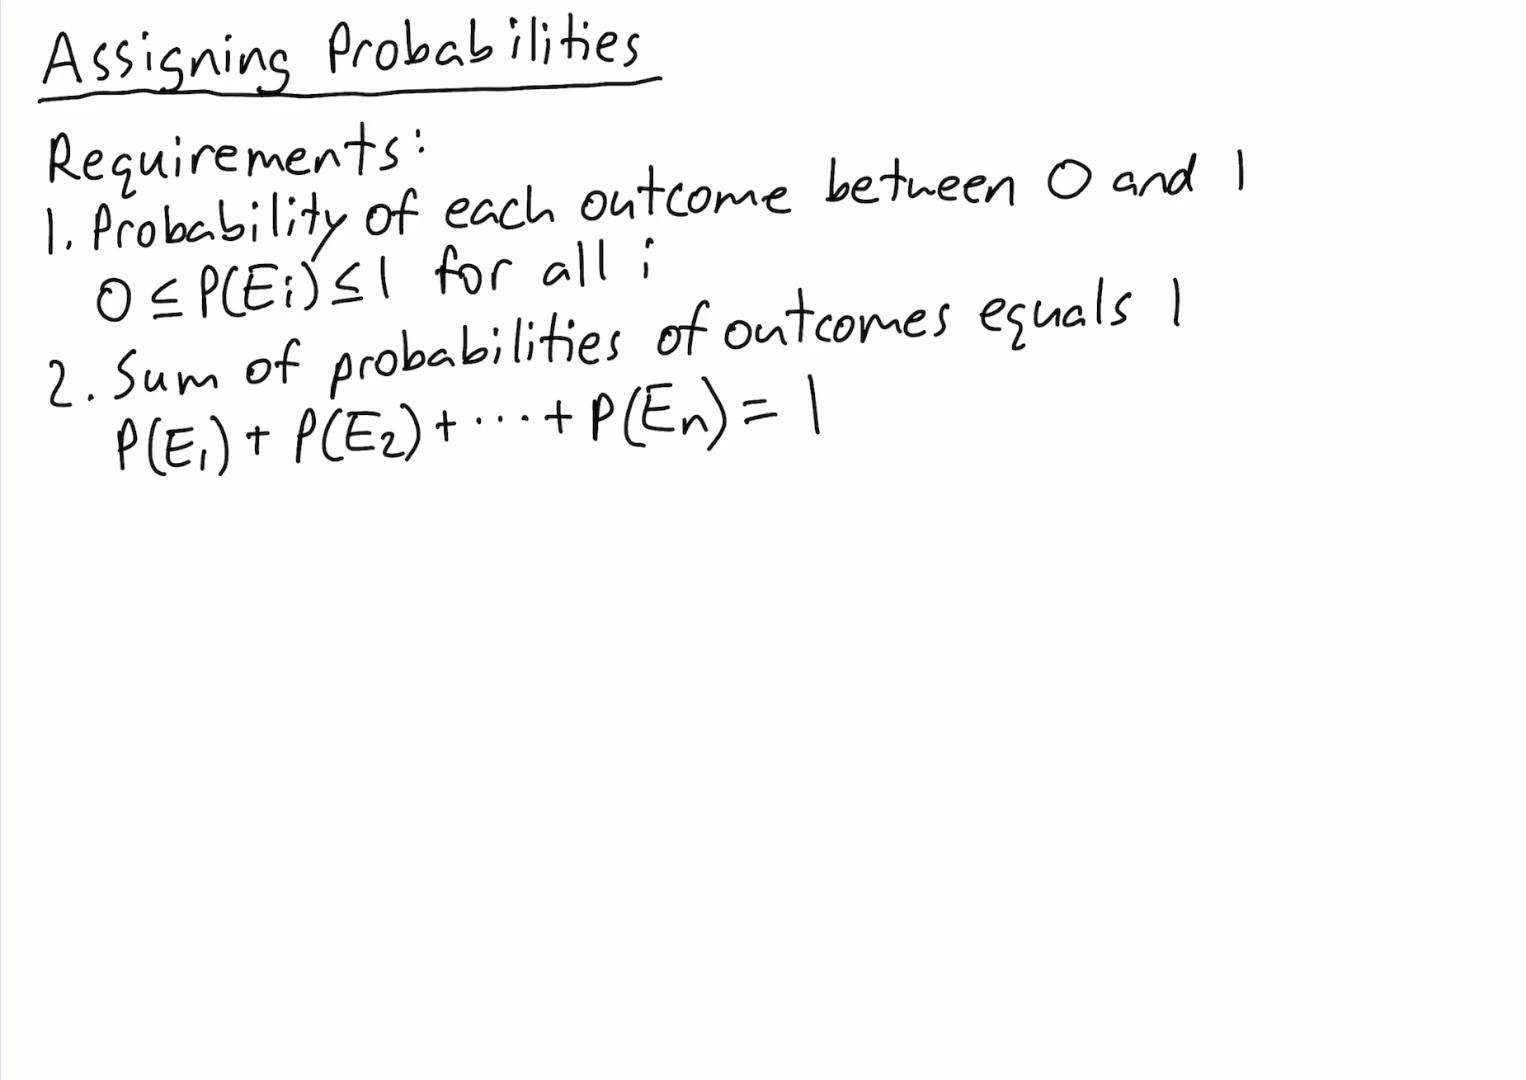 Assigning Probabilities
Requirements:
1. Probability of each outcome between 0 and 1
0 ≤ P(Ei) ≤ 1 for all i
2. Sum of probabilities of outcomes equals 1
P(E₁) + P(E₂) + ··· + P(En) = 1